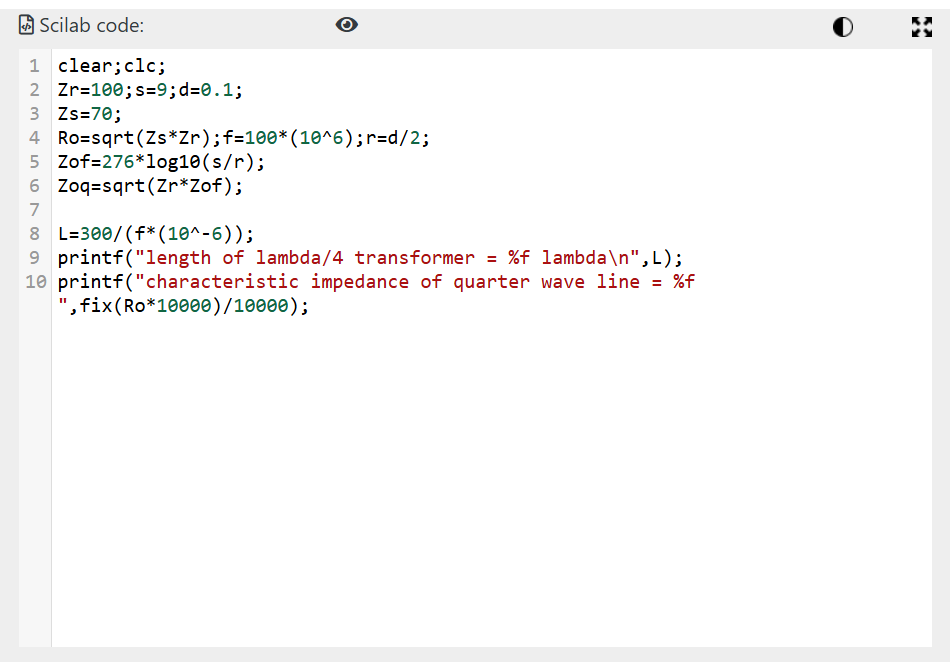 Scilab code:
1 clear;clc;
2 Zr=100;s=9;d=0.1;
3 Zs=70;
4 Ro=sqrt(Zs*Zr);f=100*(10^6);r=d/2;
5 Zof=276*log10(s/r);
6 Zoq=sqrt(Zr*Zof);
7
8 L=300/(f*(10^-6));
9 printf("length of lambda/4 transformer = %f lambda\n",L);
10 printf("characteristic impedance of quarter wave line = %f
",fix(Ro*10000)/10000);